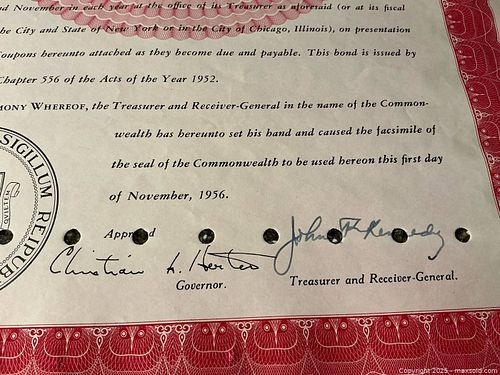 nd November in each year at the office of its Treasurer as aforesaid (or at its fiscal
he City and State of New York or in the City of Chicago, Illinois), on presentation
oupons hereunto attached as they become due and payable. This bond is issued by
Chapter 556 of the Acts of the Year 1952.
MONY WHEREOF, the Treasurer and Receiver-General in the name of the Common-
wealth has hereunto set his hand and caused the facsimile of
the seal of the Commonwealth to be used hereon this first day
of November, 1956.
SIGILLUM REIPUB
Approved
Christian A. Herter
John F. Kennedy
Governor.
Treasurer and Receiver-General.
Copyright 2025 - maxsold.com